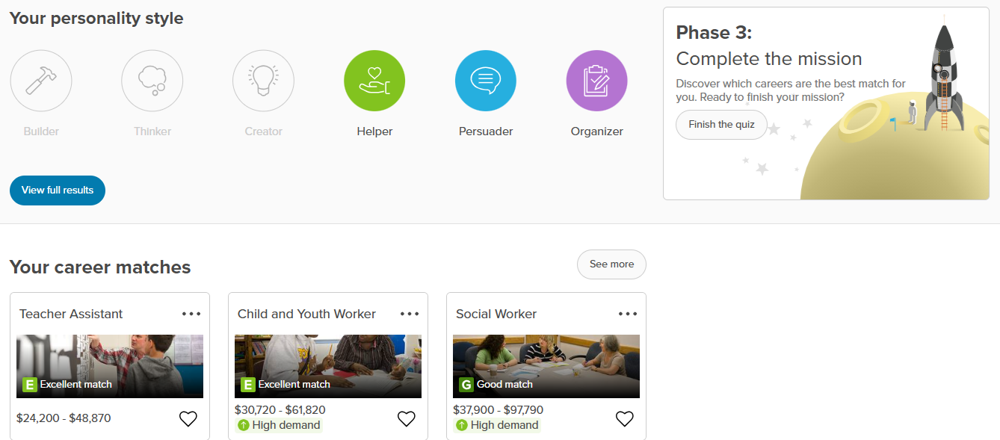 Your personality style
Builder
Thinker
Creator
Helper
Persuader
Organizer
View full results
Phase 3:
Complete the mission
Discover which careers are the best match for
you. Ready to finish your mission?
Finish the quiz
Your career matches
See more
Teacher Assistant
E Excellent match
$24,200 - $48,870
Child and Youth Worker
E Excellent match
$30,720 - $61,820
High demand
Social Worker
G Good match
$37,900 - $97,790
High demand